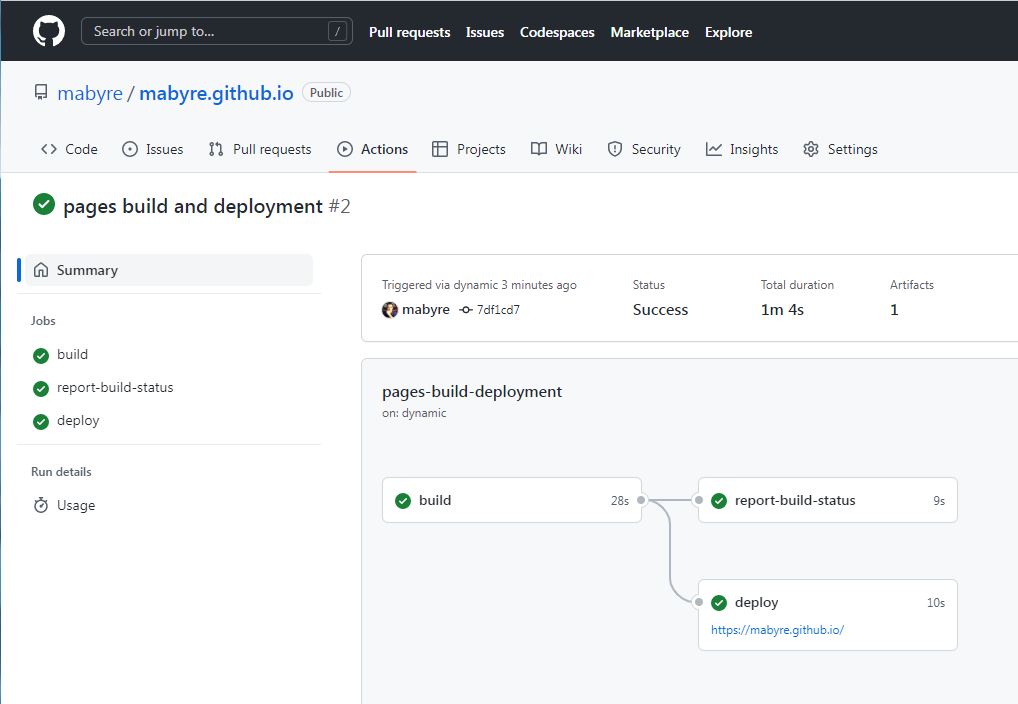 Search or jump to... / Pull requests Issues Codespaces Marketplace Explore
mabyre / mabyre.github.io Public
Code Issues Pull requests Actions Projects Wiki Security Insights Settings
pages build and deployment #2
Summary
Jobs
build
report-build-status
deploy
Run details
Usage
Triggered via dynamic 3 minutes ago
mabyre 7df1cd7
Status
Success
Total duration
1m 4s
Artifacts
1
pages-build-deployment
on: dynamic
build 28s
report-build-status 9s
deploy 10s
https://mabyre.github.io/